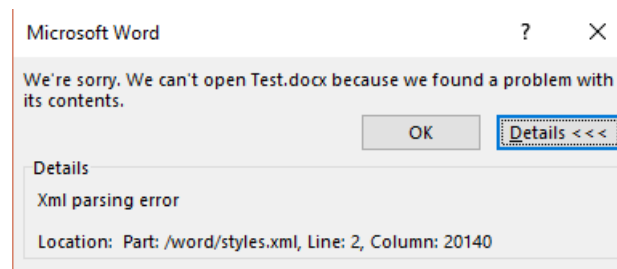 Microsoft Word ? ×
We're sorry. We can't open Test.docx because we found a problem with
its contents.
OK Details <<<
Details
Xml parsing error
Location: Part: /word/styles.xml, Line: 2, Column: 20140